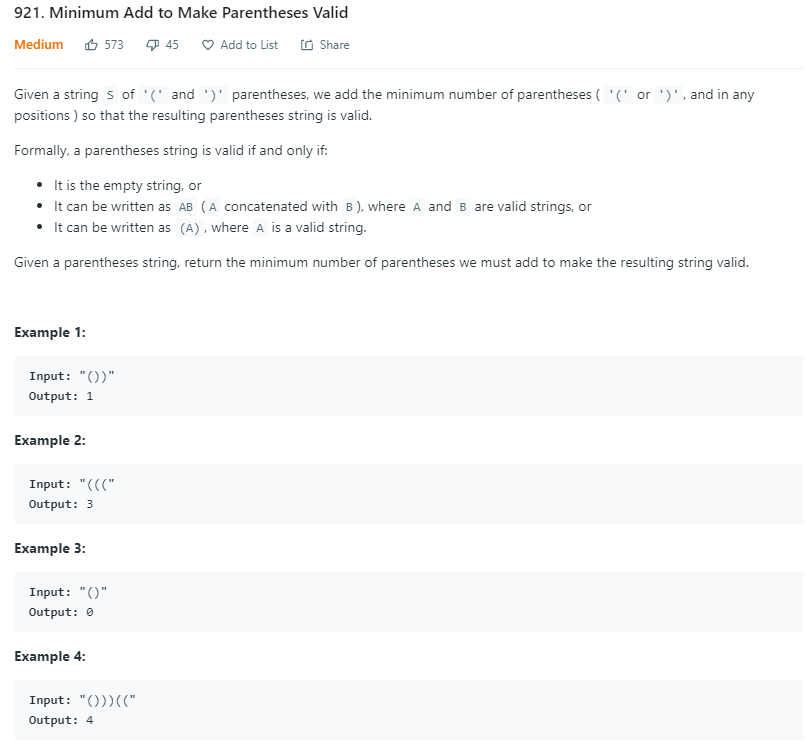 921. Minimum Add to Make Parentheses Valid
Medium 573 45 Add to List Share
Given a string S of '(' and ')' parentheses, we add the minimum number of parentheses ( '(' or ')', and in any
positions ) so that the resulting parentheses string is valid.
Formally, a parentheses string is valid if and only if:
• It is the empty string, or
• It can be written as AB (A concatenated with B), where A and B are valid strings, or
• It can be written as (A), where A is a valid string.
Given a parentheses string, return the minimum number of parentheses we must add to make the resulting string valid.
Example 1:
Input: "())"
Output: 1
Example 2:
Input: "((("
Output: 3
Example 3:
Input: "()"
Output: 0
Example 4:
Input: "()))(("
Output: 4